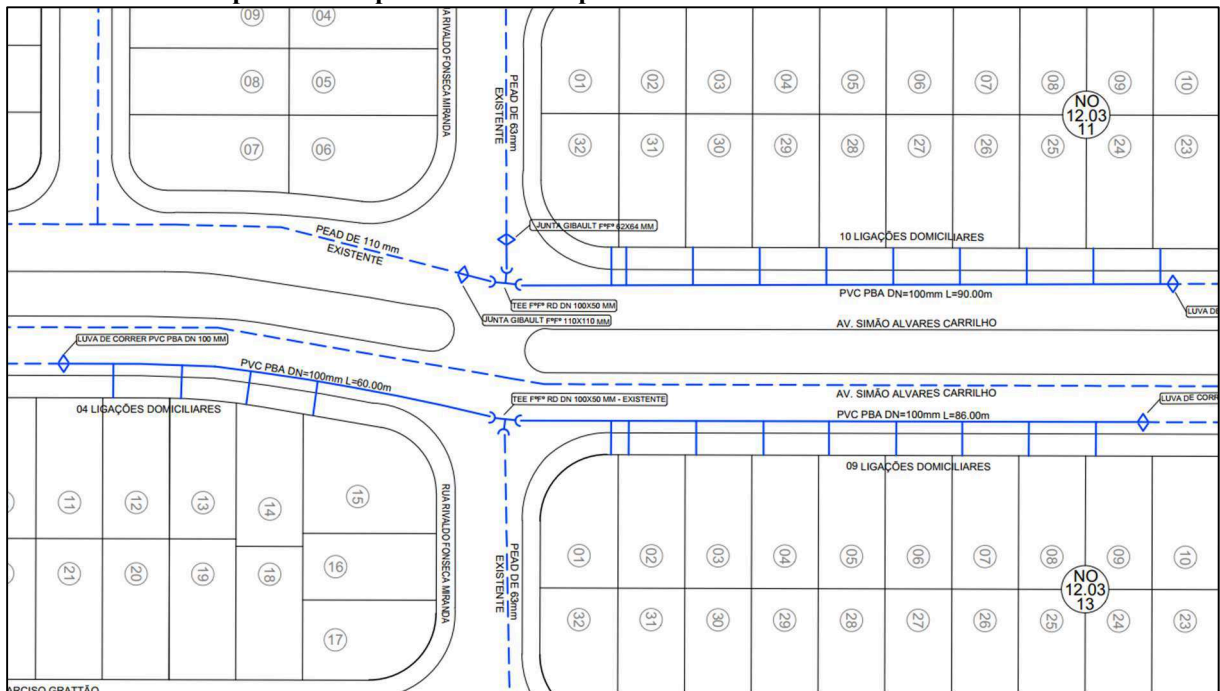 09
04
08
05
07
06
RUA RIVALDO FONSECA MIRANDA
PEAD DE 63mm
EXISTENTE
01
02
03
04
05
06
07
08
09
10
NO
12.03
11
32
31
30
29
28
27
26
25
24
23
JUNTA GIBAULT FºFº 62X64 MM
10 LIGAÇÕES DOMICILIARES
PEAD DE 110 mm
EXISTENTE
PVC PBA DN=100mm L=90.00m
TEE FºFº RD DN 100X50 MM
JUNTA GIBAULT FºFº 110X110 MM
LUVA DE
AV. SIMÃO ALVARES CARRILHO
LUVA DE CORRER PVC PBA DN 100 MM
PVC PBA DN=100mm L=60.00m
AV. SIMÃO ALVARES CARRILHO
TEE FºFº RD DN 100X50 MM - EXISTENTE
LUVA DE CORR
04 LIGAÇÕES DOMICILIARES
PVC PBA DN=100mm L=86.00m
09 LIGAÇÕES DOMICILIARES
11
12
13
14
15
RUA RIVALDO FONSECA MIRANDA
PEAD DE 63mm
EXISTENTE
21
20
19
18
16
17
01
02
03
04
05
06
07
08
09
10
NO
12.03
13
32
31
30
29
28
27
26
25
24
23
ARCISO GRATTÃO